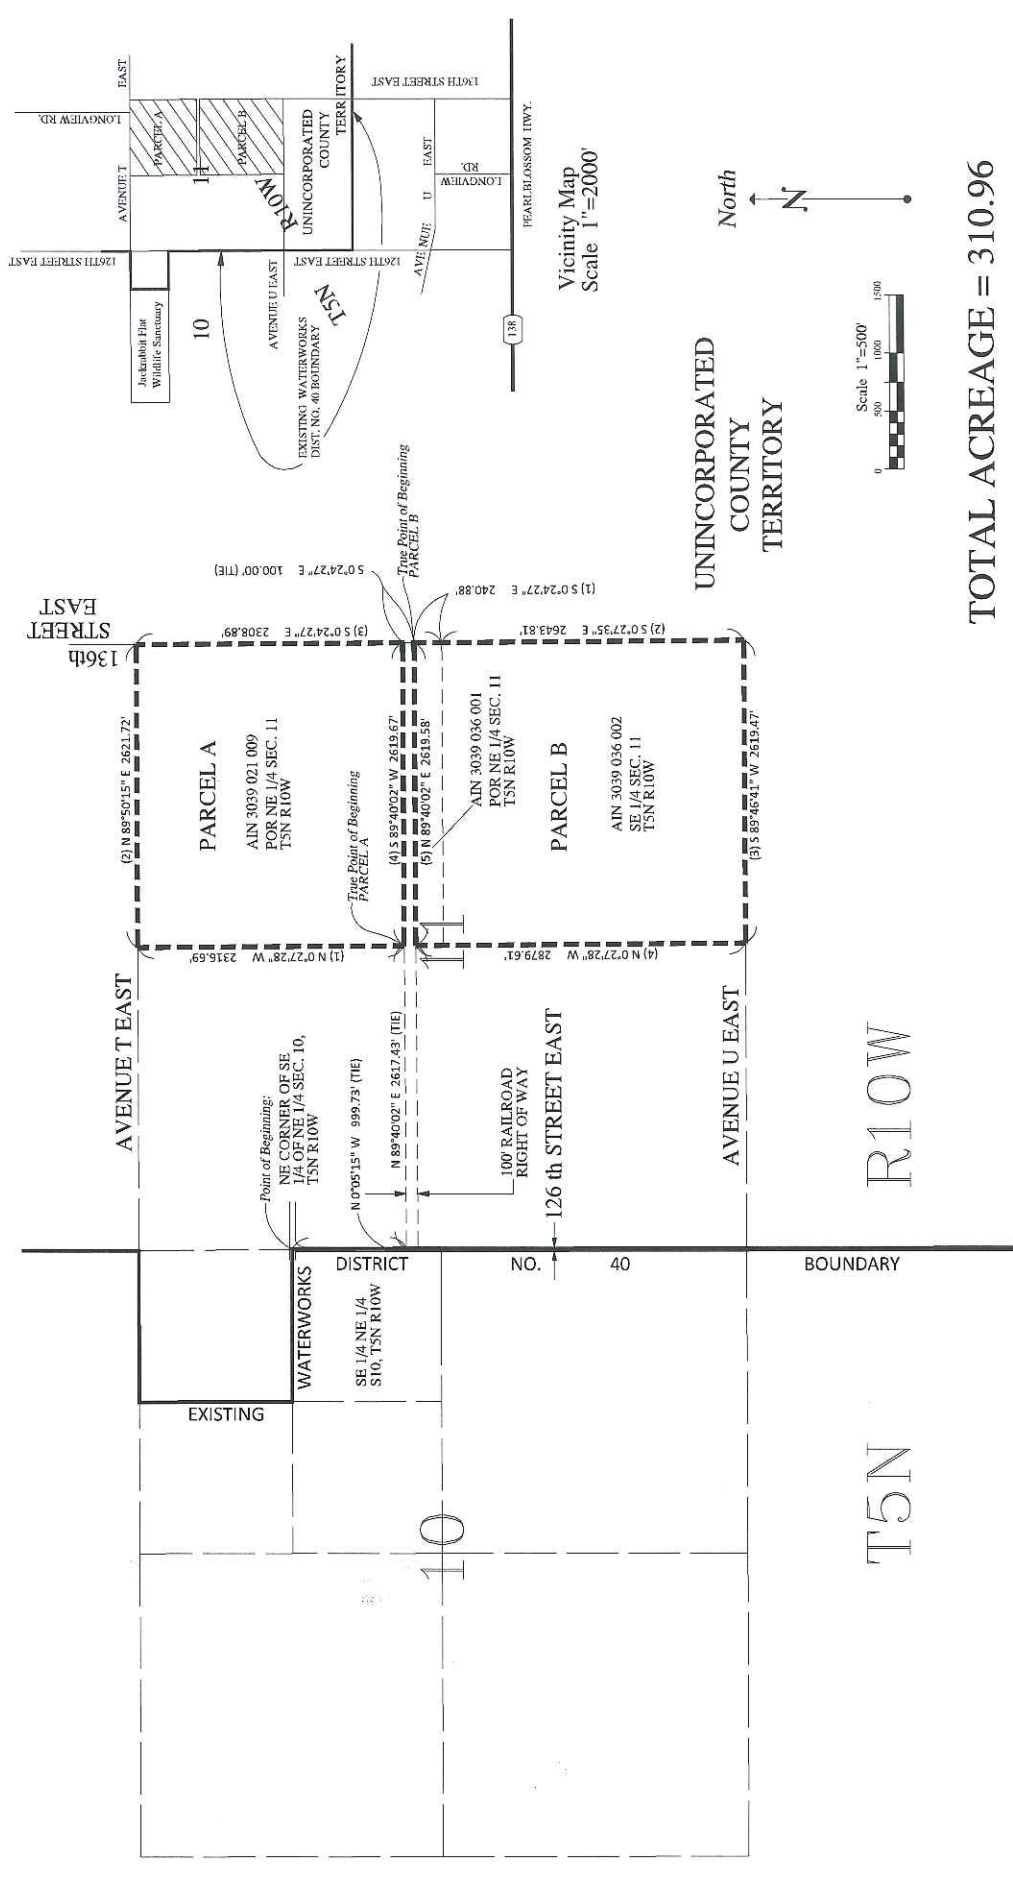 EXISTING
WATERWORKS
DISTRICT
NO.
40
BOUNDARY
SE 1/4 NE 1/4
S10, T5N R10W
10
T5N
R10W
AVENUE T EAST
Point of Beginning:
NE CORNER OF SE
1/4 OF NE 1/4 SEC. 10,
T5N R10W
N 0°05'15" W 999.73' (TIE)
N 89°40'02" E 2617.43' (TIE)
100' RAILROAD
RIGHT OF WAY
126 th STREET EAST
AVENUE U EAST
(1) N 0°27'28" W 2316.69'
(2) N 89°50'15" E 2621.72'
(3) S 0°24'27" E 2308.89'
(4) S 89°40'02" W 2619.67'
PARCEL A
AIN 3039 021 009
POR NE 1/4 SEC. 11
T5N R10W
True Point of Beginning
PARCEL A
11
(5) N 89°40'02" E 2619.58'
AIN 3039 036 001
POR NE 1/4 SEC. 11
T5N R10W
PARCEL B
AIN 3039 036 002
SE 1/4 SEC. 11
T5N R10W
(4) N 0°27'28" W 2879.61'
(3) S 89°46'41" W 2619.47'
(2) S 0°27'35" E 2643.81'
(1) S 0°24'27" E 240.88'
136th
STREET
EAST
S 0°24'27" E 100.00' (TIE)
True Point of Beginning
PARCEL B
UNINCORPORATED
COUNTY
TERRITORY
Scale 1"=500'
0
500
1000
1500
TOTAL ACREAGE = 310.96
North
N
Vicinity Map
Scale 1"=2000'
Jackrabbit Flat
Wildlife Sanctuary
126TH STREET EAST
AVENUE T
EAST
LONGVIEW RD.
PARCEL A
PARCEL B
11
10
R10W
T5N
AVENUE U EAST
126TH STREET EAST
EXISTING WATERWORKS
DIST. NO. 40 BOUNDARY
UNINCORPORATED
COUNTY
TERRITORY
136TH STREET EAST
AVENUE
U
EAST
LONGVIEW
RD.
138
PEARLBLOSSOM HWY.